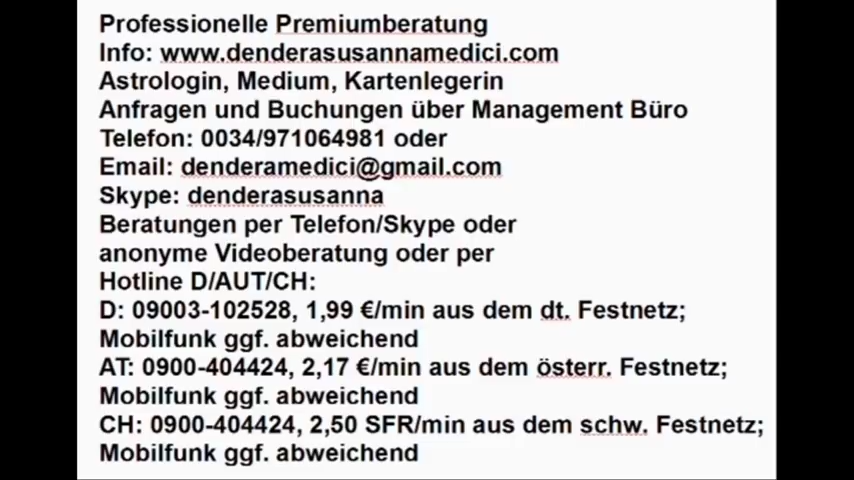 Professionelle Premiumberatung
Info: www.denderasusannamedici.com
Astrologin, Medium, Kartenlegerin
Anfragen und Buchungen über Management Büro
Telefon: 0034/971064981 oder
Email: denderamedici@gmail.com
Skype: denderasusanna
Beratungen per Telefon/Skype oder
anonyme Videoberatung oder per
Hotline D/AUT/CH:
D: 09003-102528, 1,99 €/min aus dem dt. Festnetz;
Mobilfunk ggf. abweichend
AT: 0900-404424, 2,17 €/min aus dem österr. Festnetz;
Mobilfunk ggf. abweichend
CH: 0900-404424, 2,50 SFR/min aus dem schw. Festnetz;
Mobilfunk ggf. abweichend